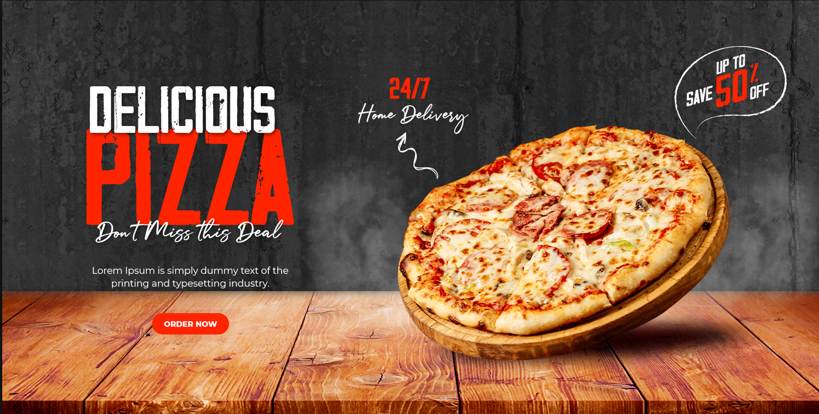 DELICIOUS
PIZZA
Don't Miss this Deal
Lorem Ipsum is simply dummy text of the
printing and typesetting industry.
ORDER NOW
24/7
Home Delivery
UP TO
SAVE 50% OFF